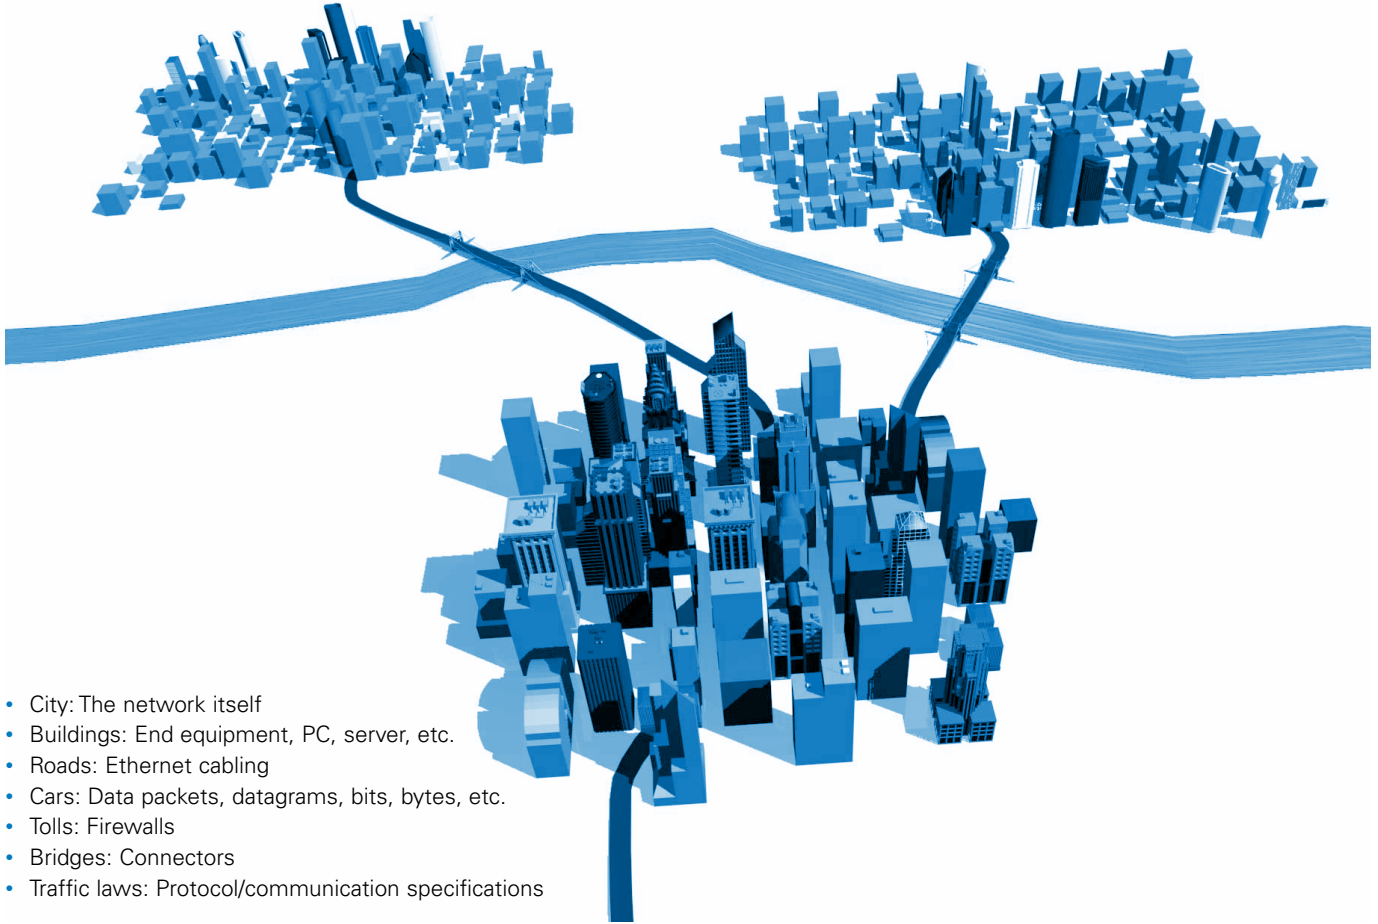 • City: The network itself
• Buildings: End equipment, PC, server, etc.
• Roads: Ethernet cabling
• Cars: Data packets, datagrams, bits, bytes, etc.
• Tolls: Firewalls
• Bridges: Connectors
• Traffic laws: Protocol/communication specifications